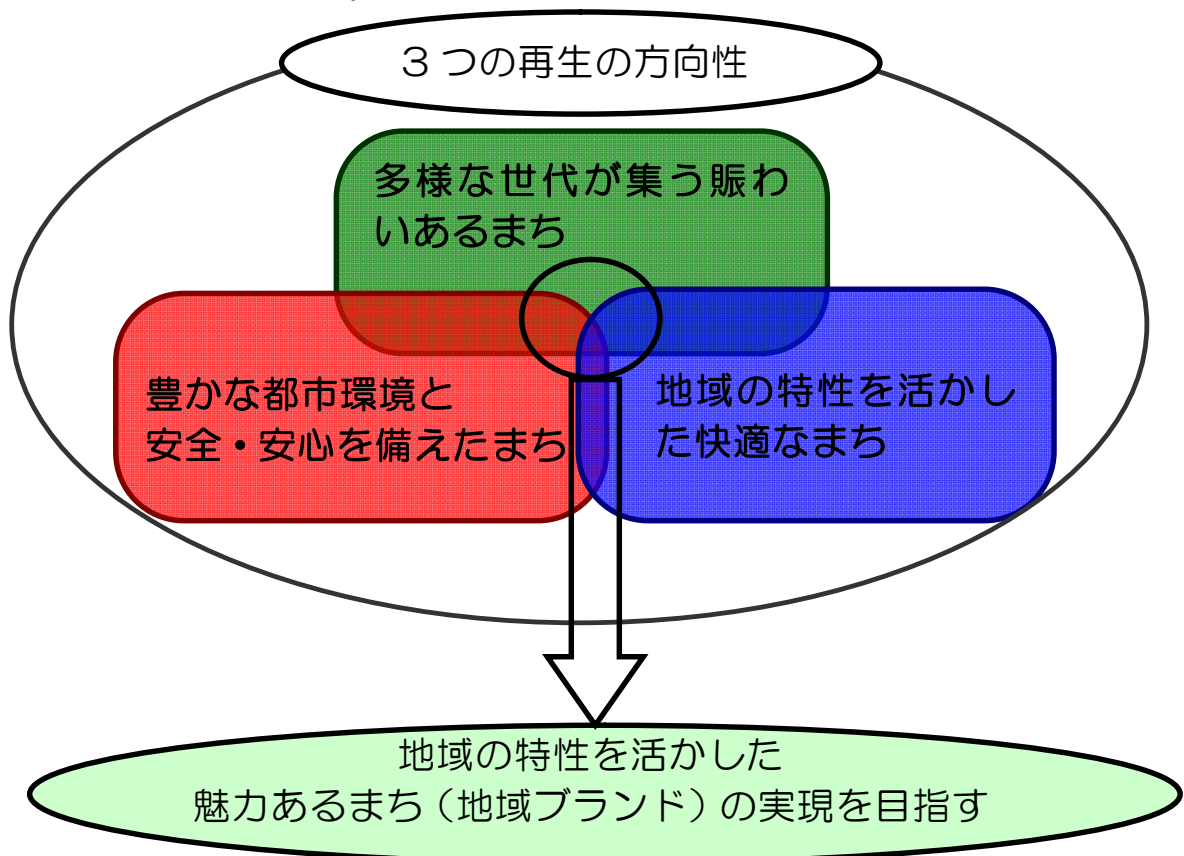 3つの再生の方向性
多様な世代が集う賑わ
いあるまち
豊かな都市環境と
安全・安心を備えたまち
地域の特性を活かし
た快適なまち
地域の特性を活かした
魅力あるまち（地域ブランド）の実現を目指す